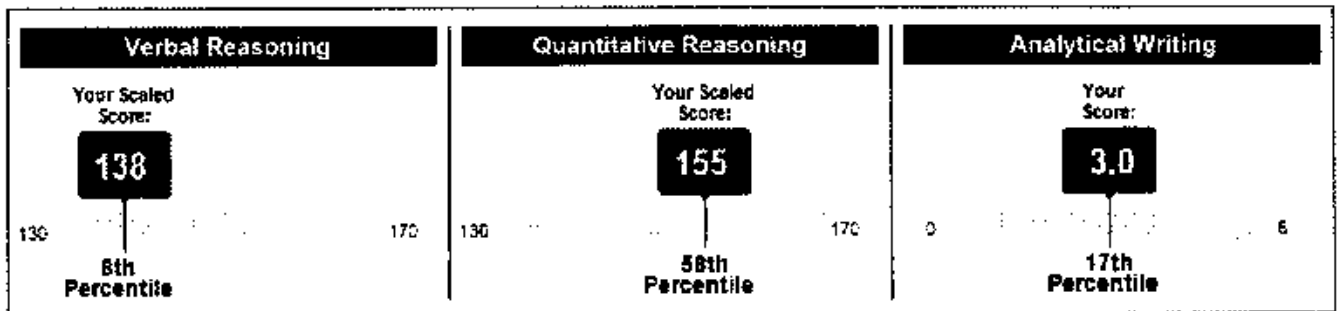 Verbal Reasoning
Your Scaled
Score:
138
130
170
8th
Percentile
Quantitative Reasoning
Your Scaled
Score:
155
130
170
58th
Percentile
Analytical Writing
Your
Score:
3.0
0
6
17th
Percentile